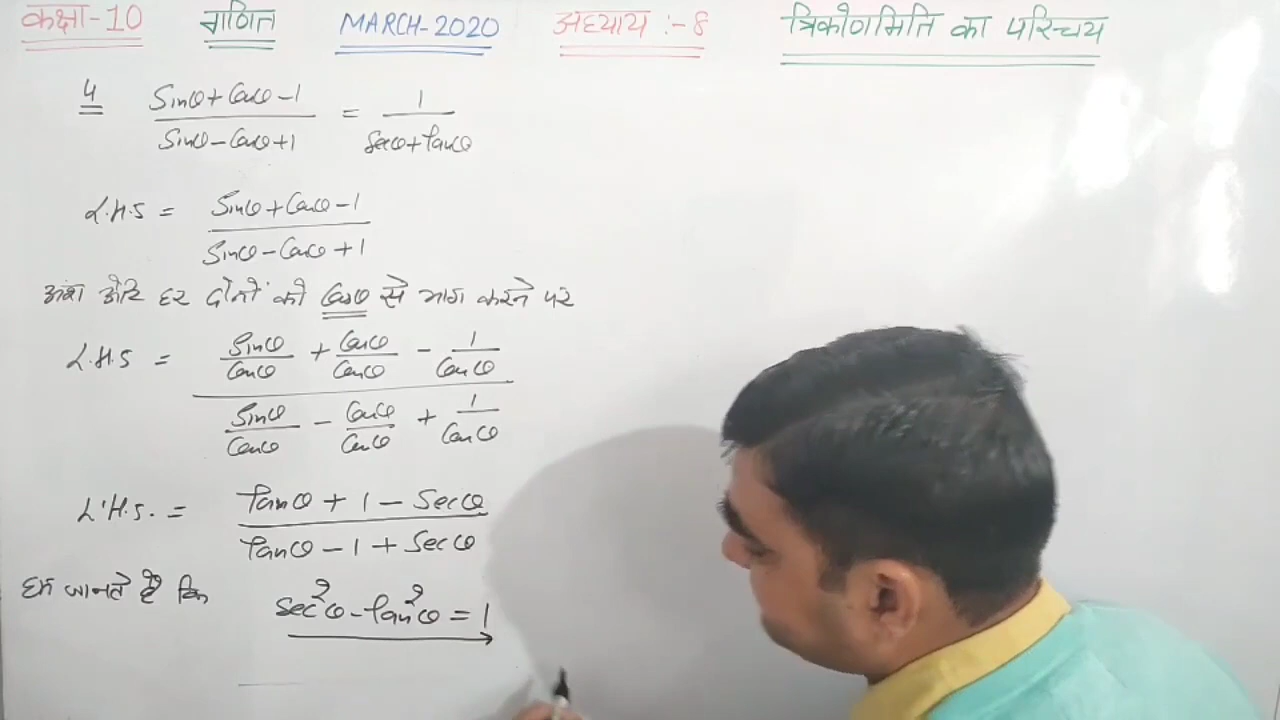 कक्षा-10 गणित MARCH-2020 अध्याय :-8 त्रिकोणमिति का परिचय
4 (Sinθ+Cosθ-1)/(Sinθ-Cosθ+1) = 1/(Secθ+tanθ)
L.H.S = (Sinθ+Cosθ-1)/(Sinθ-Cosθ+1)
अंश और हर दोनों को Cosθ से भाग करने पर
L.H.S = (Sinθ/Cosθ + Cosθ/Cosθ - 1/Cosθ)/(Sinθ/Cosθ - Cosθ/Cosθ + 1/Cosθ)
L.H.S. = (tanθ + 1 - Secθ)/(tanθ - 1 + Secθ)
हम जानते है कि Sec²θ-tan²θ = 1